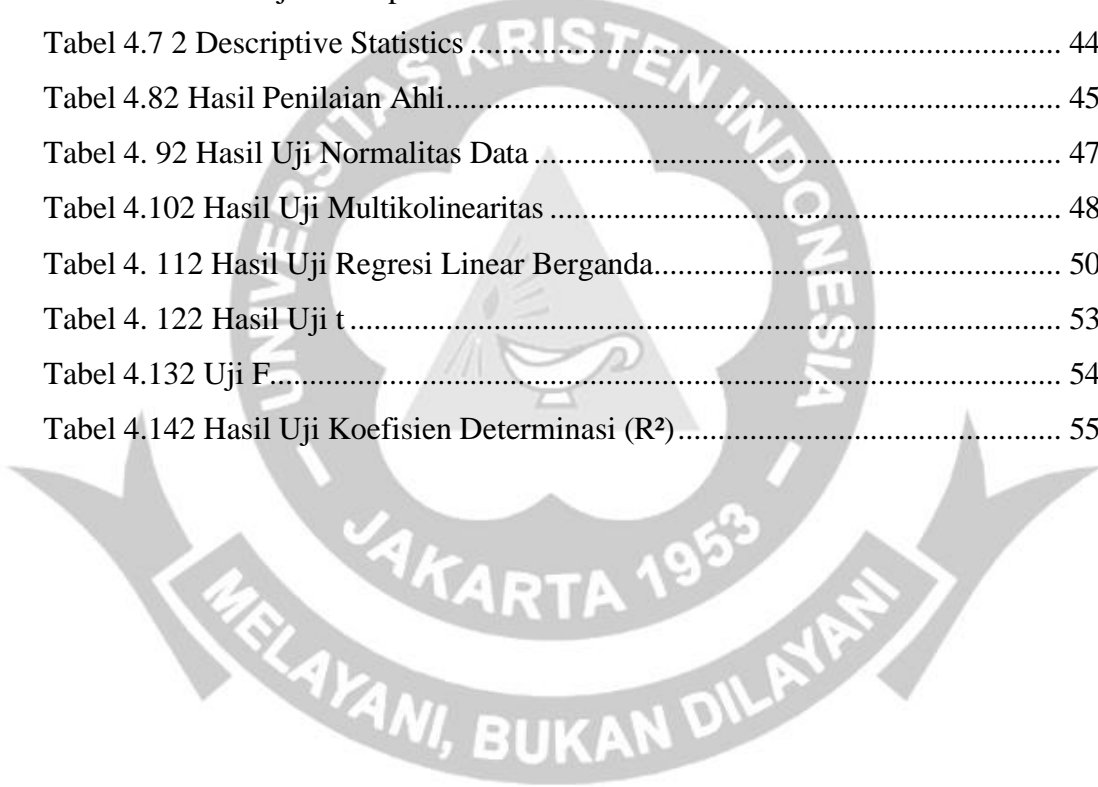 Tabel 4.7 2 Descriptive Statistics ........................................................................................ 44
Tabel 4.82 Hasil Penilaian Ahli............................................................................................ 45
Tabel 4. 92 Hasil Uji Normalitas Data ................................................................................ 47
Tabel 4.102 Hasil Uji Multikolinearitas ............................................................................. 48
Tabel 4. 112 Hasil Uji Regresi Linear Berganda............................................................... 50
Tabel 4. 122 Hasil Uji t ......................................................................................................... 53
Tabel 4.132 Uji F.................................................................................................................... 54
Tabel 4.142 Hasil Uji Koefisien Determinasi (R²)............................................................ 55
UNIVERSITAS KRISTEN INDONESIA
JAKARTA 1953
MELAYANI, BUKAN DILAYANI